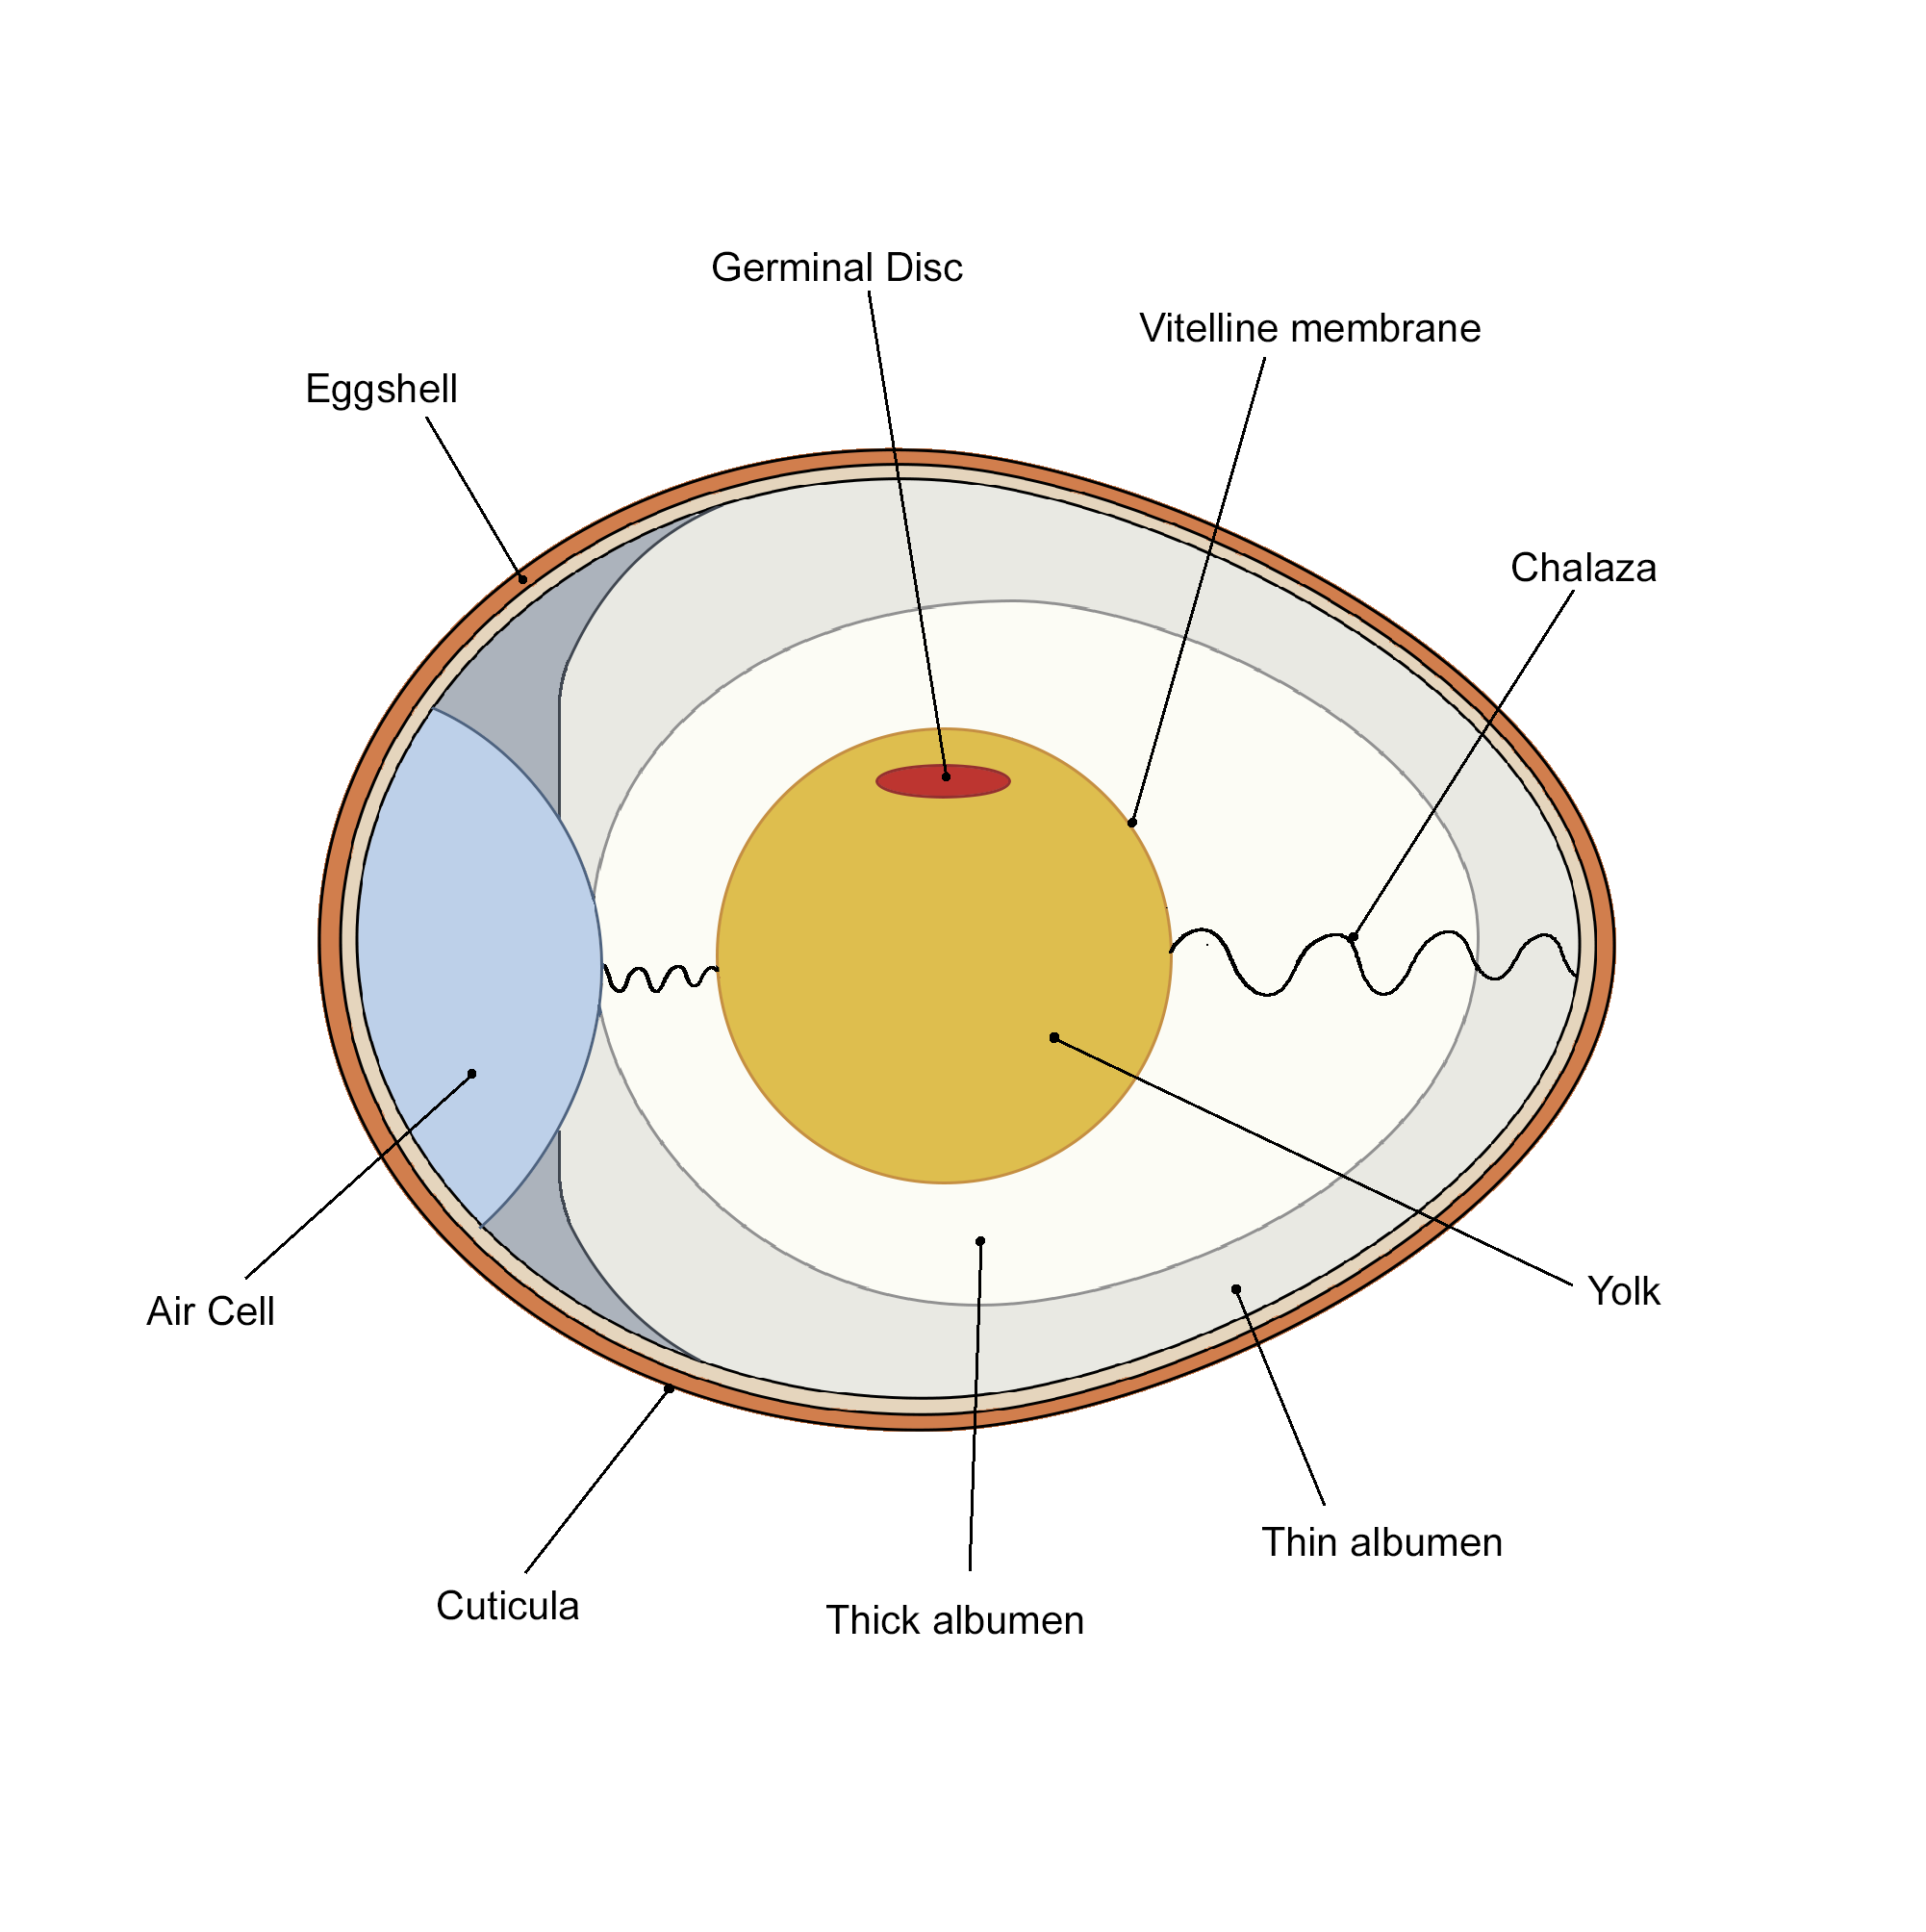 Germinal Disc
Vitelline membrane
Eggshell
Chalaza
Air Cell
Yolk
Thin albumen
Cuticula
Thick albumen